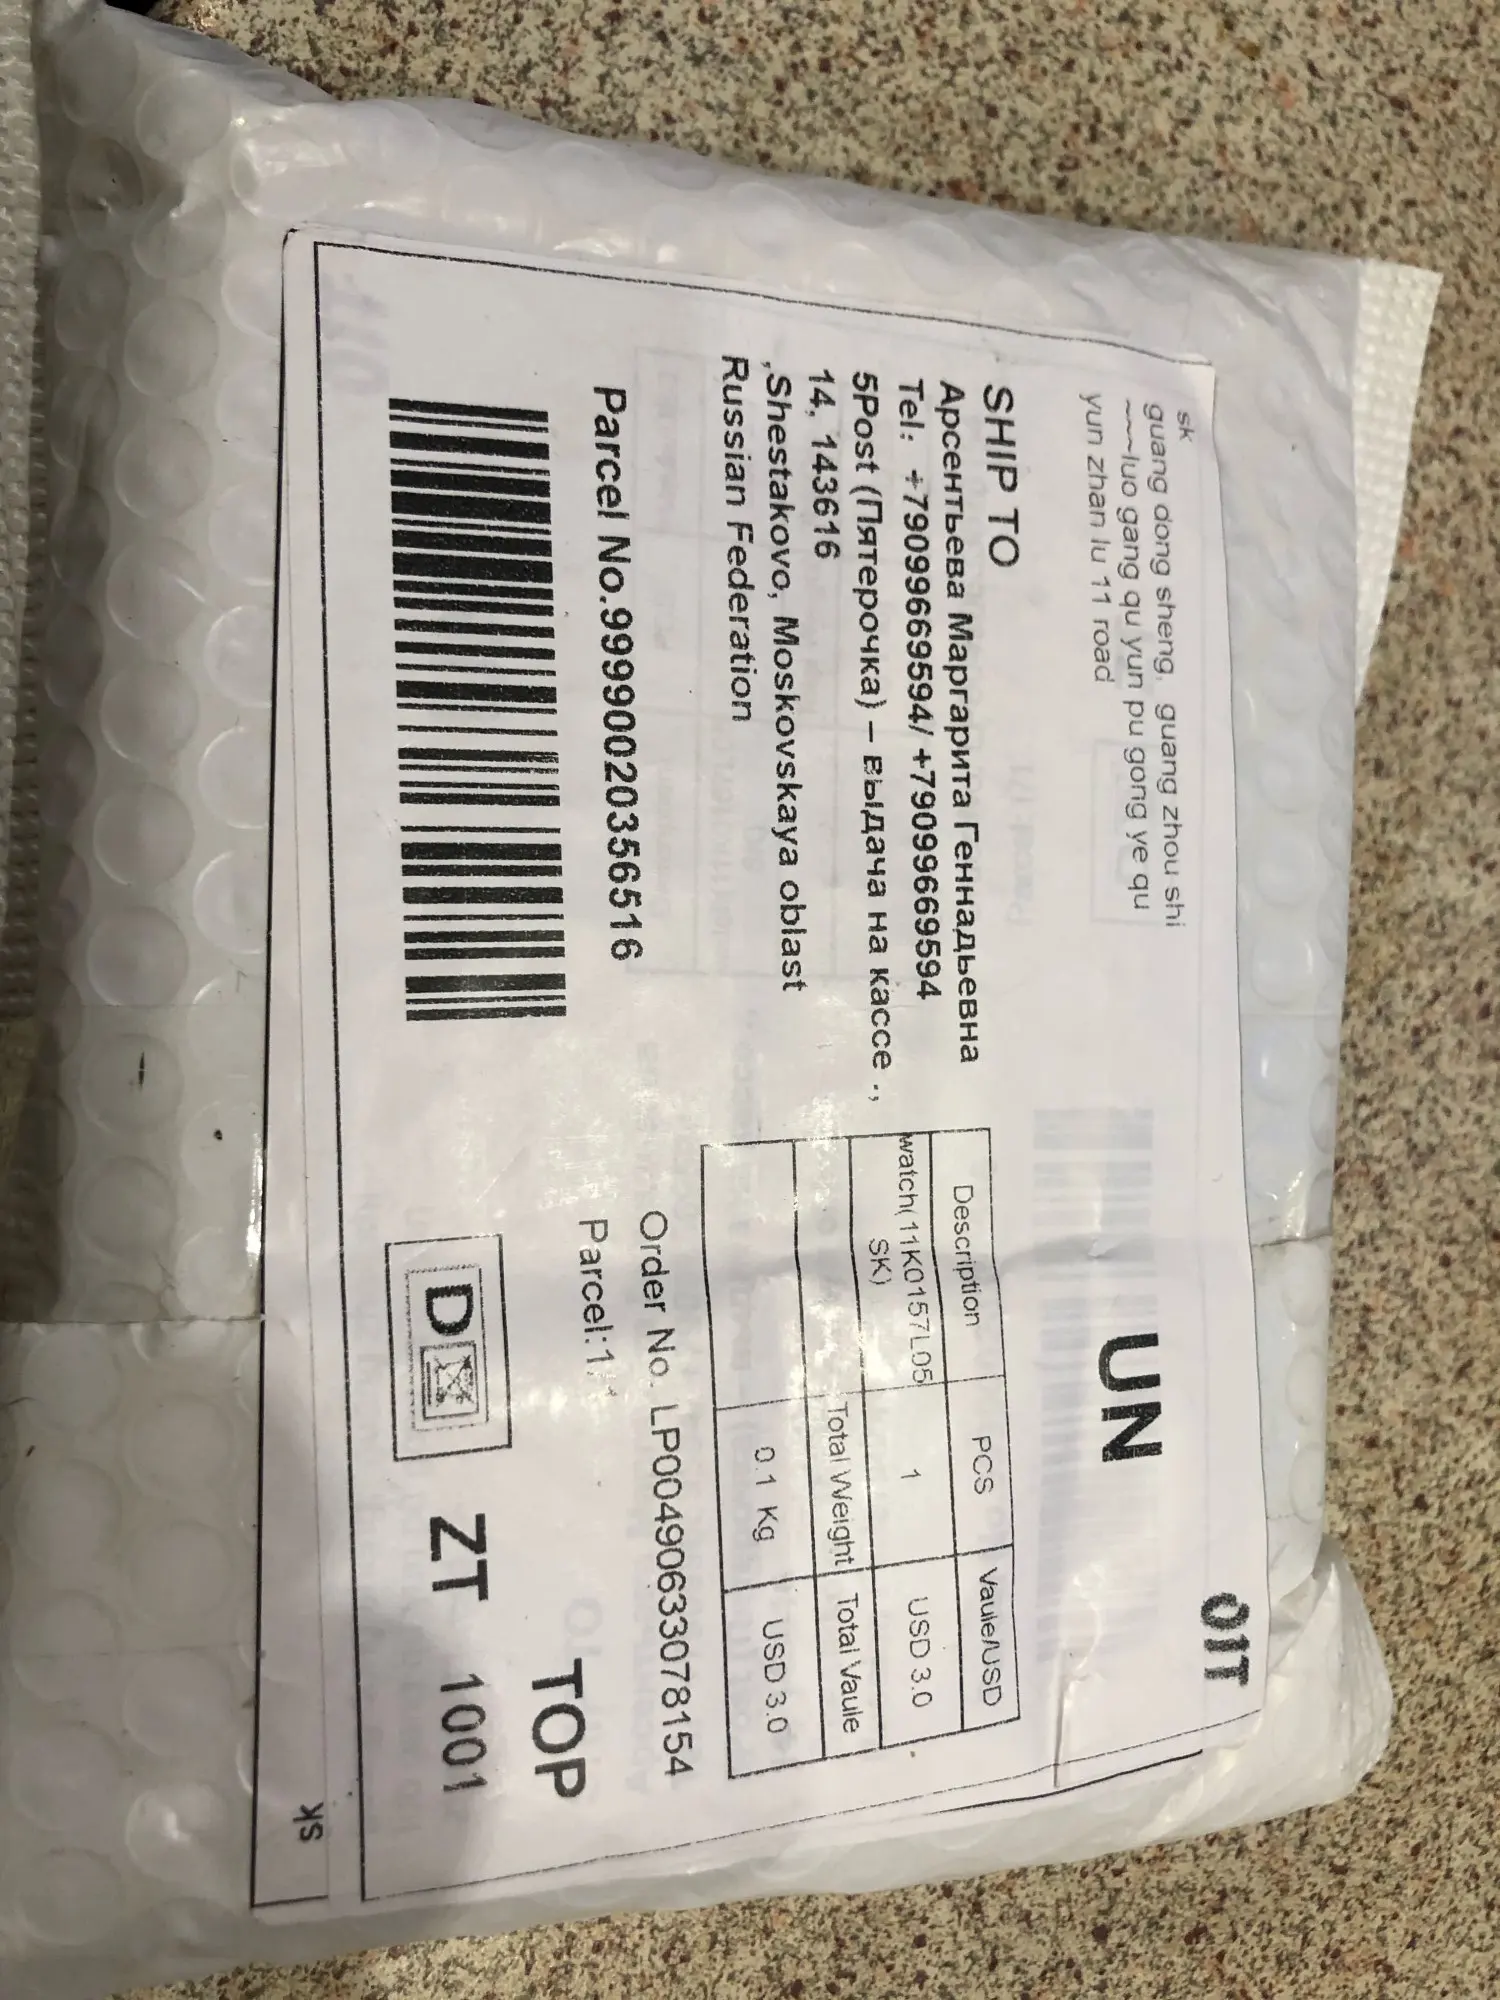 sk
guang dong sheng, guang zhou shi
~~~luo gang qu yun pu gong ye qu
yun zhan lu 11 road
UN
SHIP TO
Арсентьева Маргарита Геннадьевна
Tel: +79099669594/ +79099669594
5Post (Пятерочка) – выдача на кассе .,
14, 143616
,Shestakovo, Moskovskaya oblast
Russian Federation
Description PCS Vaule/USD
watch(11K0157L05 1 USD 3.0
SK)
Total Weight Total Vaule
0.1 Kg USD 3.0
Parcel No.99990020356516
Order No. LP00490633078154
Parcel:1/1
TOP
D
ZT 1001
sk